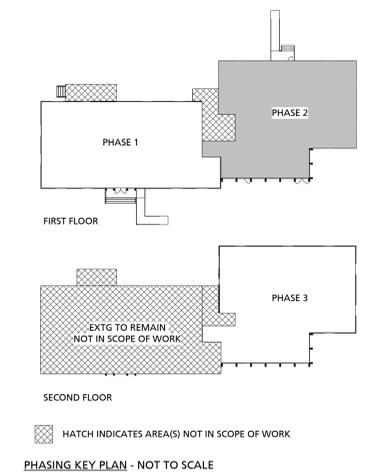 PHASE 2
PHASE 1
FIRST FLOOR
PHASE 3
EXTG TO REMAIN
NOT IN SCOPE OF WORK
SECOND FLOOR
HATCH INDICATES AREA(S) NOT IN SCOPE OF WORK
PHASING KEY PLAN - NOT TO SCALE